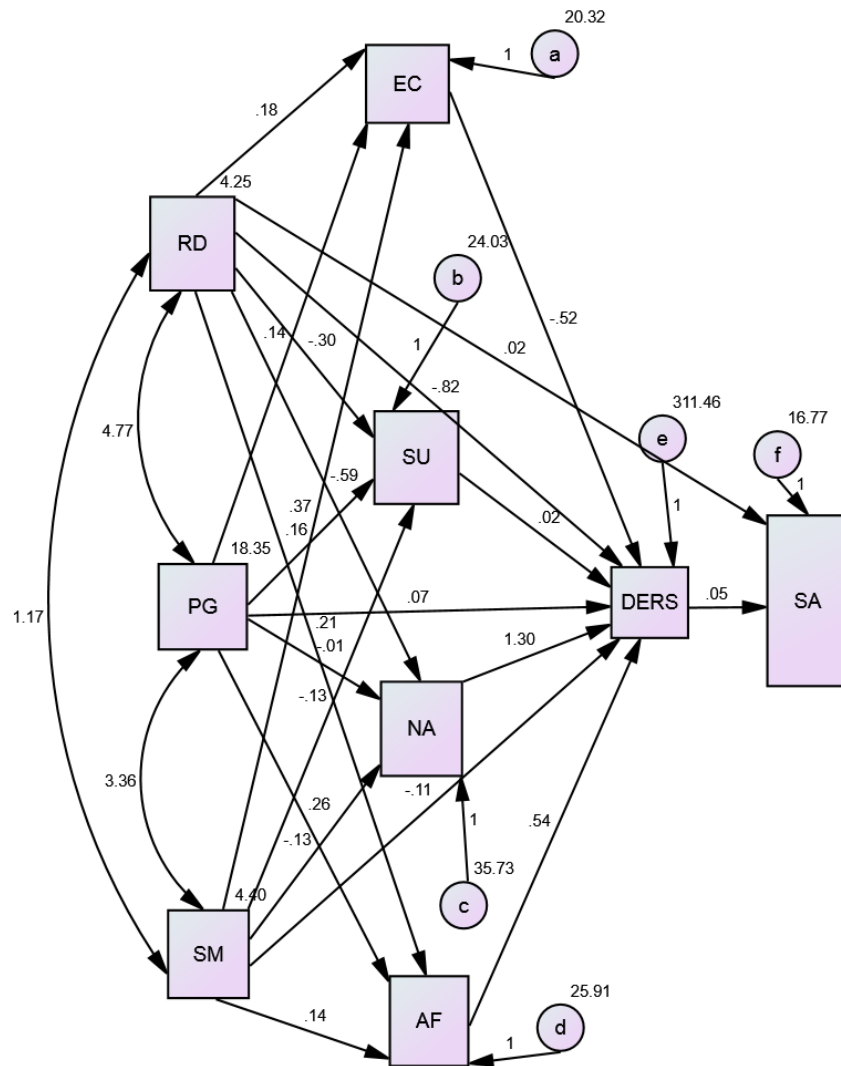 20.32
a
1
EC
.18
4.25
RD
24.03
b
.14
-.30
1
-.52
.02
-.82
311.46
e
16.77
f
1
4.77
SU
-.59
.37
.16
1
.02
18.35
PG
.07
DERS
.05
SA
1.17
.21
-.01
1.30
-.13
NA
3.36
.26
-.11
.54
-.13
1
35.73
c
4.40
SM
AF
25.91
d
.14
1